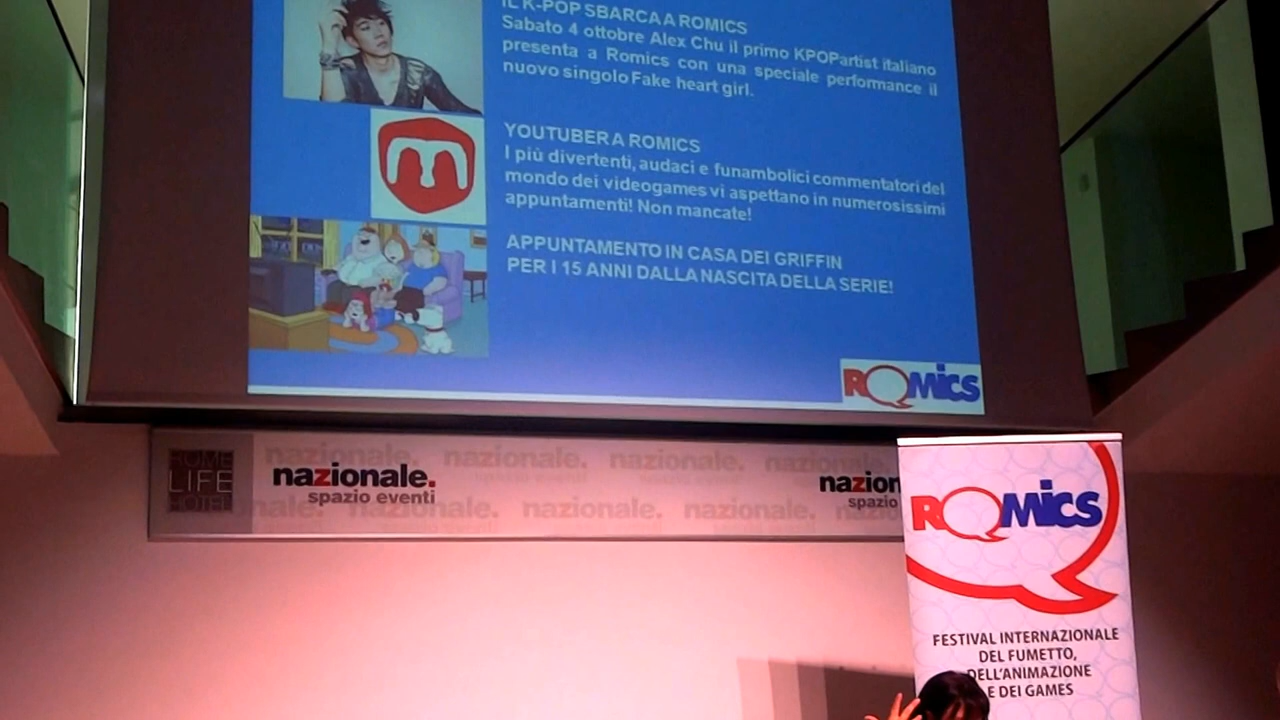 IL K-POP SBARCA A ROMICS
Sabato 4 ottobre Alex Chu il primo KPOPartist italiano
presenta a Romics con una speciale performance il
nuovo singolo Fake heart girl.
YOUTUBER A ROMICS
I più divertenti, audaci e funambolici commentatori del
mondo dei videogames vi aspettano in numerosissimi
appuntamenti! Non mancate!
APPUNTAMENTO IN CASA DEI GRIFFIN
PER I 15 ANNI DALLA NASCITA DELLA SERIE!
ROMICS
HOME
LIFE
HOTEL
nazionale.
spazio eventi
nazionale. nazionale. nazionale. nazionale.
nazionale. nazionale. nazionale.
nazion
spazio
ROMICS
FESTIVAL INTERNAZIONALE
DEL FUMETTO,
DELL'ANIMAZIONE
E DEI GAMES